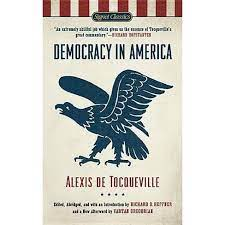 Signet Classics
"An extremely skilful job which gives us the essence of Tocqueville's
great commentary."—RICHARD HOFSTADTER
DEMOCRACY IN AMERICA
ALEXIS DE TOCQUEVILLE
Edited, Abridged, and with an Introduction by RICHARD D. HEFFNER
and a New Afterword by VARTAN GREGORIAN